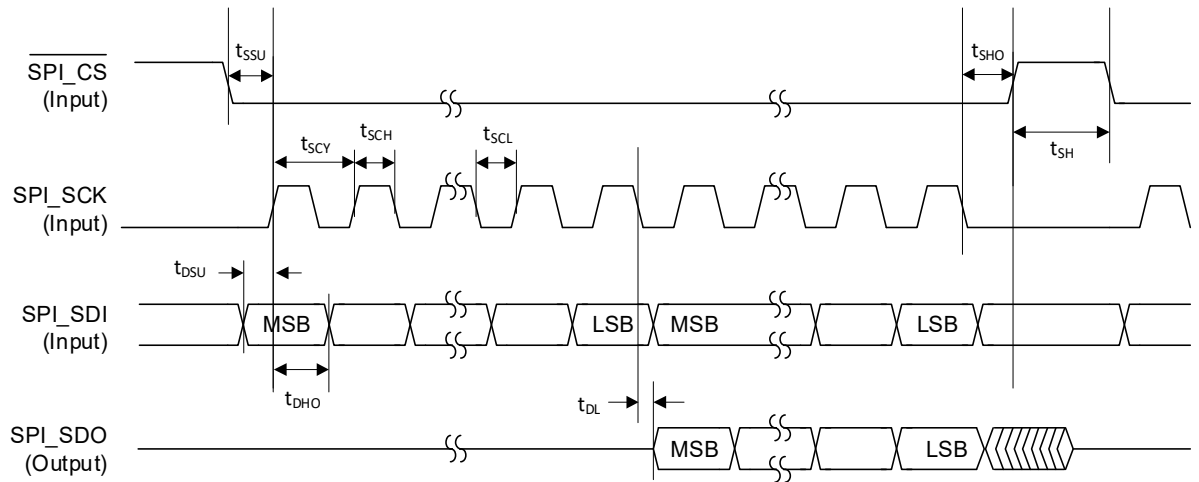 tSSU
tSHO
SPI_CS
(Input)
tSCY
tSCH
tSCL
tSH
SPI_SCK
(Input)
tDSU
SPI_SDI
(Input)
MSB
LSB
MSB
LSB
tDHO
tDL
SPI_SDO
(Output)
MSB
LSB